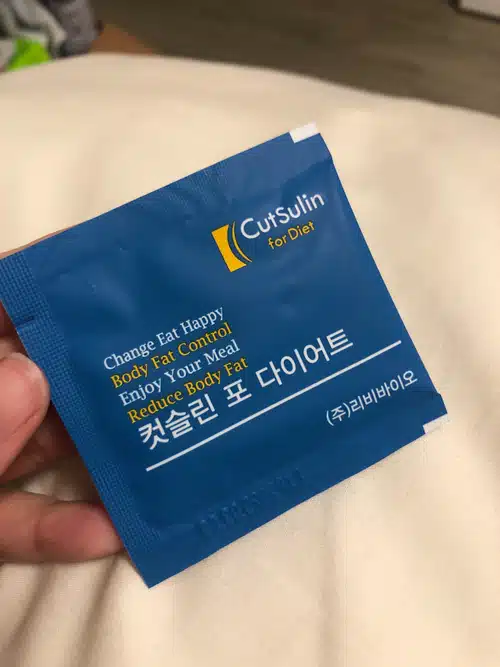 CutSulin
for Diet
Change Eat Happy
Body Fat Control
Enjoy Your Meal
Reduce Body Fat
컷슬린 포 다이어트
(주)리비바이오